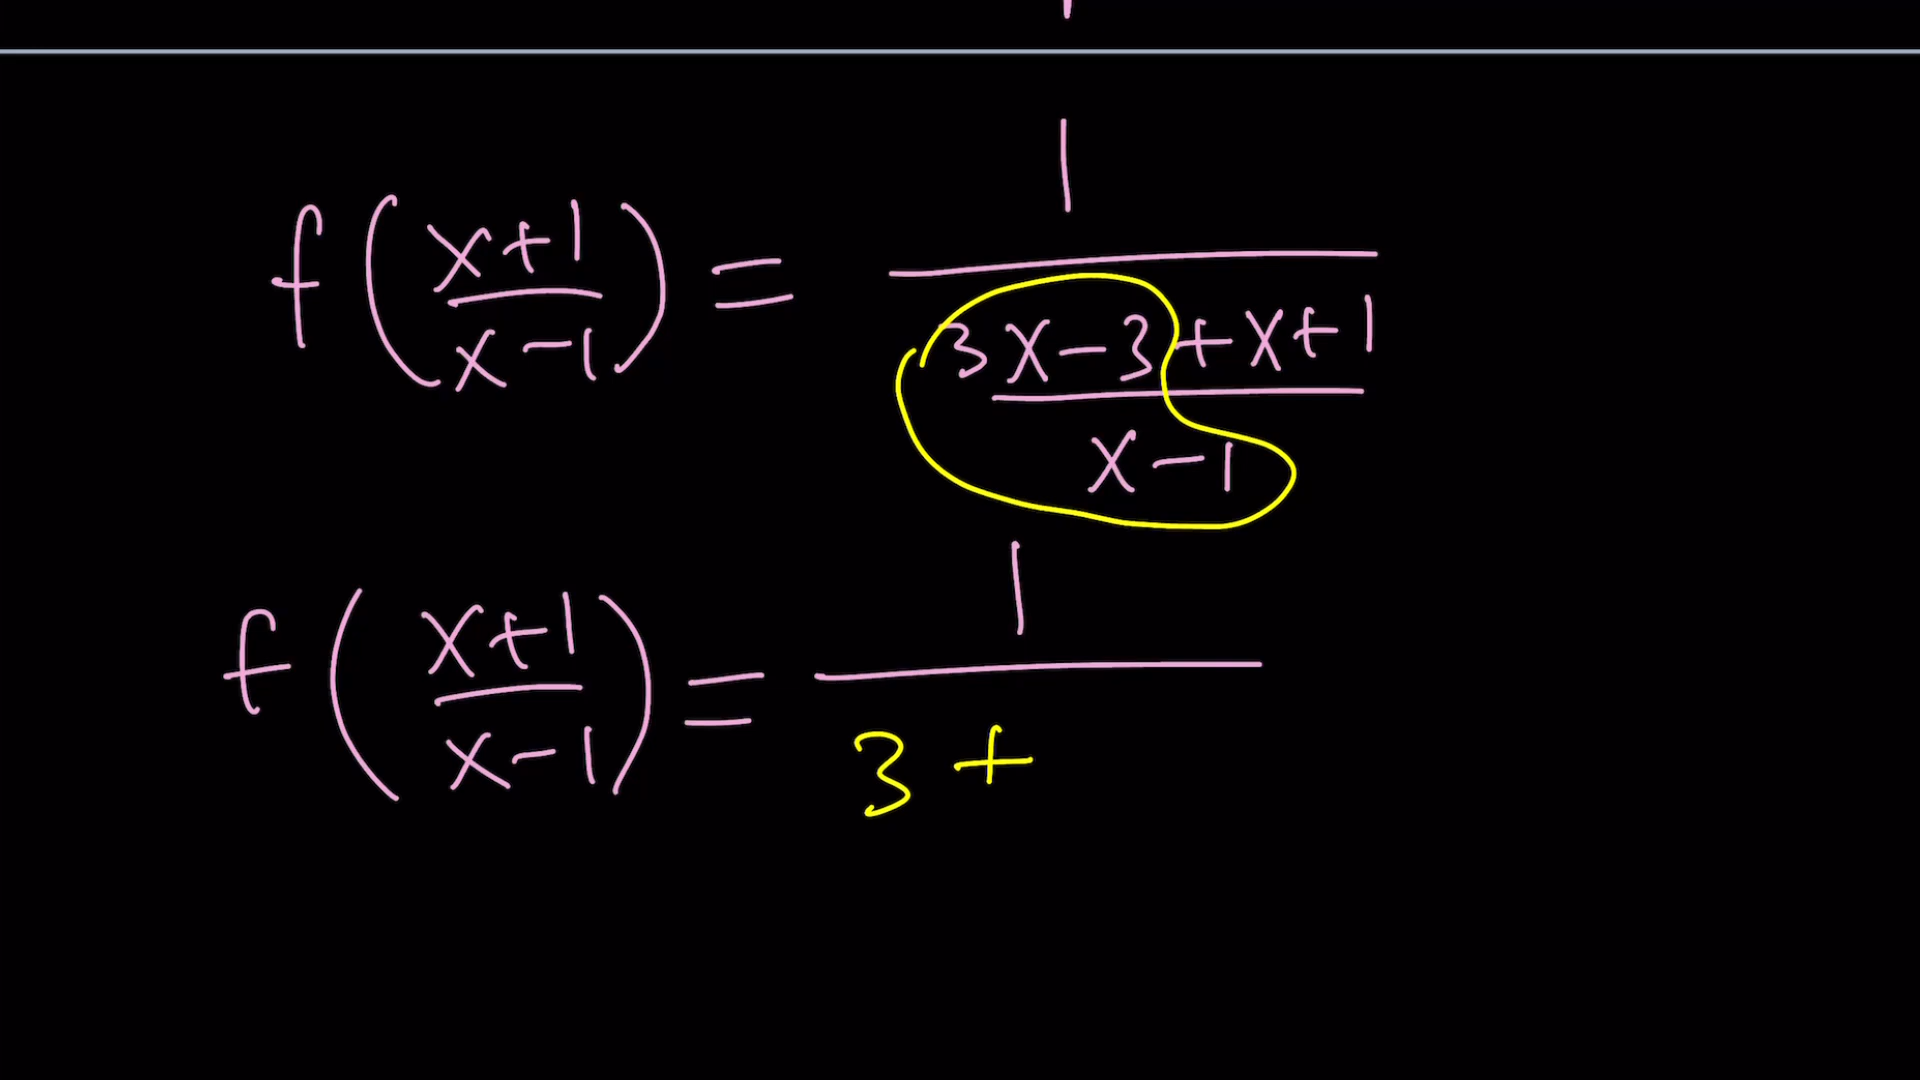 f(x+1/x-1) = 1/((3x-3+x+1)/(x-1))
f(x+1/x-1) = 1/(3+